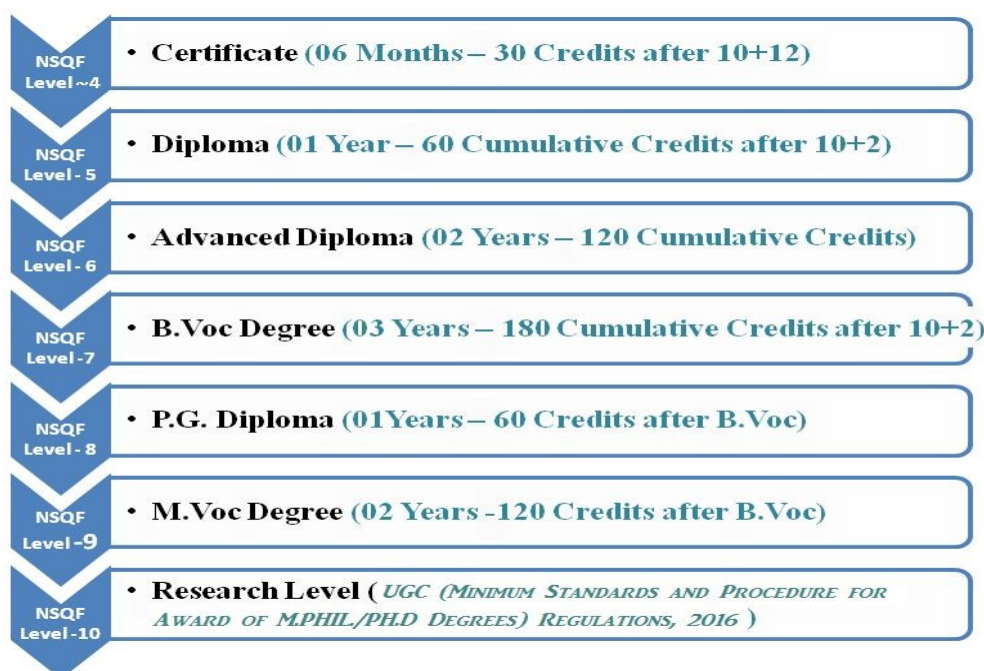 NSQF
Level~4
• Certificate (06 Months – 30 Credits after 10+12)
NSQF
Level- 5
• Diploma (01 Year – 60 Cumulative Credits after 10+2)
NSQF
Level- 6
• Advanced Diploma (02 Years – 120 Cumulative Credits)
NSQF
Level-7
• B.Voc Degree (03 Years – 180 Cumulative Credits after 10+2)
NSQF
Level- 8
• P.G. Diploma (01Years – 60 Credits after B.Voc)
NSQF
Level-9
• M.Voc Degree (02 Years -120 Credits after B.Voc)
NSQF
Level-10
• Research Level ( UGC (MINIMUM STANDARDS AND PROCEDURE FOR
AWARD OF M.PHIL./PH.D DEGREES) REGULATIONS, 2016 )